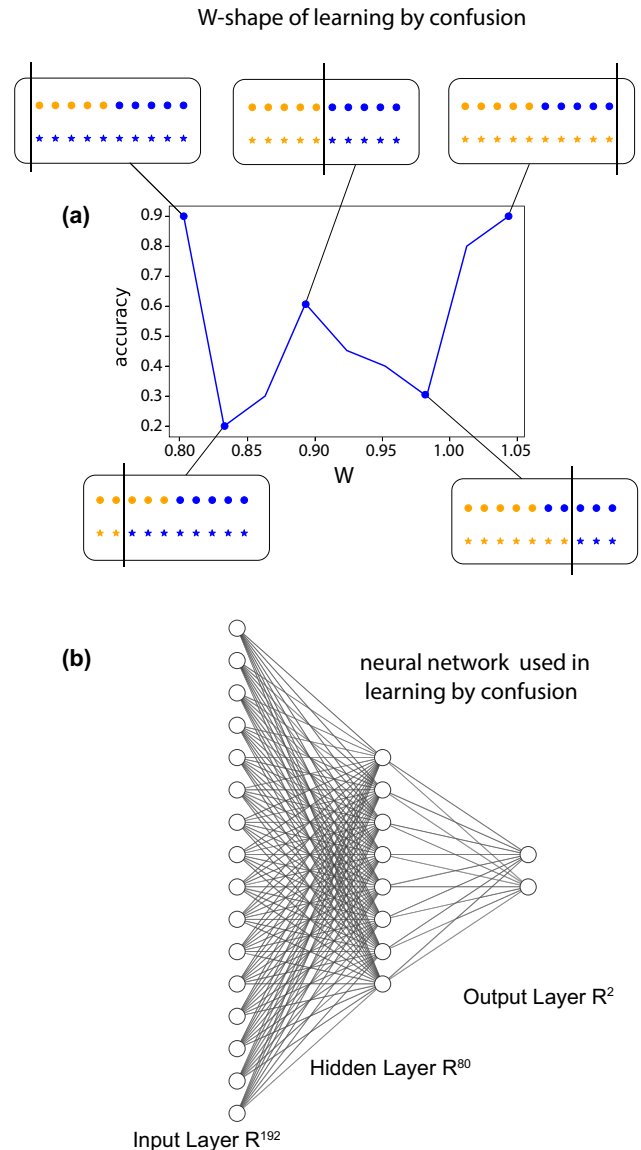 W-shape of learning by confusion
(a)
0.9
0.8
0.7
0.6
0.5
0.4
0.3
0.2
accuracy
0.80
0.85
0.90
0.95
1.00
1.05
W
(b)
neural network used in
learning by confusion
Output Layer R²
Hidden Layer R⁸⁰
Input Layer R¹⁹²